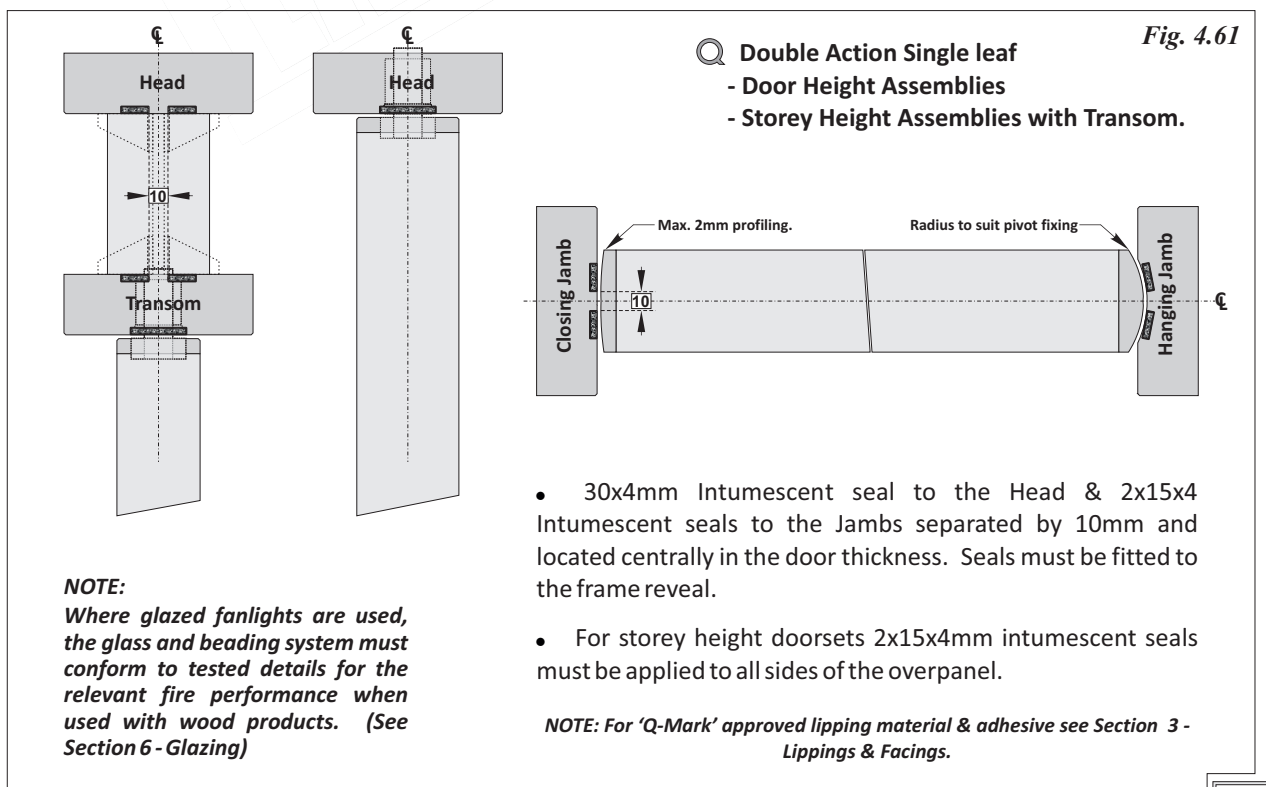 Fig. 4.61
Q Double Action Single leaf
- Door Height Assemblies
- Storey Height Assemblies with Transom.
℄
Head
10
Transom
℄
Head
Max. 2mm profiling.
Radius to suit pivot fixing
Closing Jamb
10
Hanging Jamb
℄
• 30x4mm Intumescent seal to the Head & 2x15x4
Intumescent seals to the Jambs separated by 10mm and
located centrally in the door thickness. Seals must be fitted to
the frame reveal.
• For storey height doorsets 2x15x4mm intumescent seals
must be applied to all sides of the overpanel.
NOTE: For ‘Q-Mark’ approved lipping material & adhesive see Section 3 -
Lippings & Facings.
NOTE:
Where glazed fanlights are used,
the glass and beading system must
conform to tested details for the
relevant fire performance when
used with wood products. (See
Section 6 - Glazing)